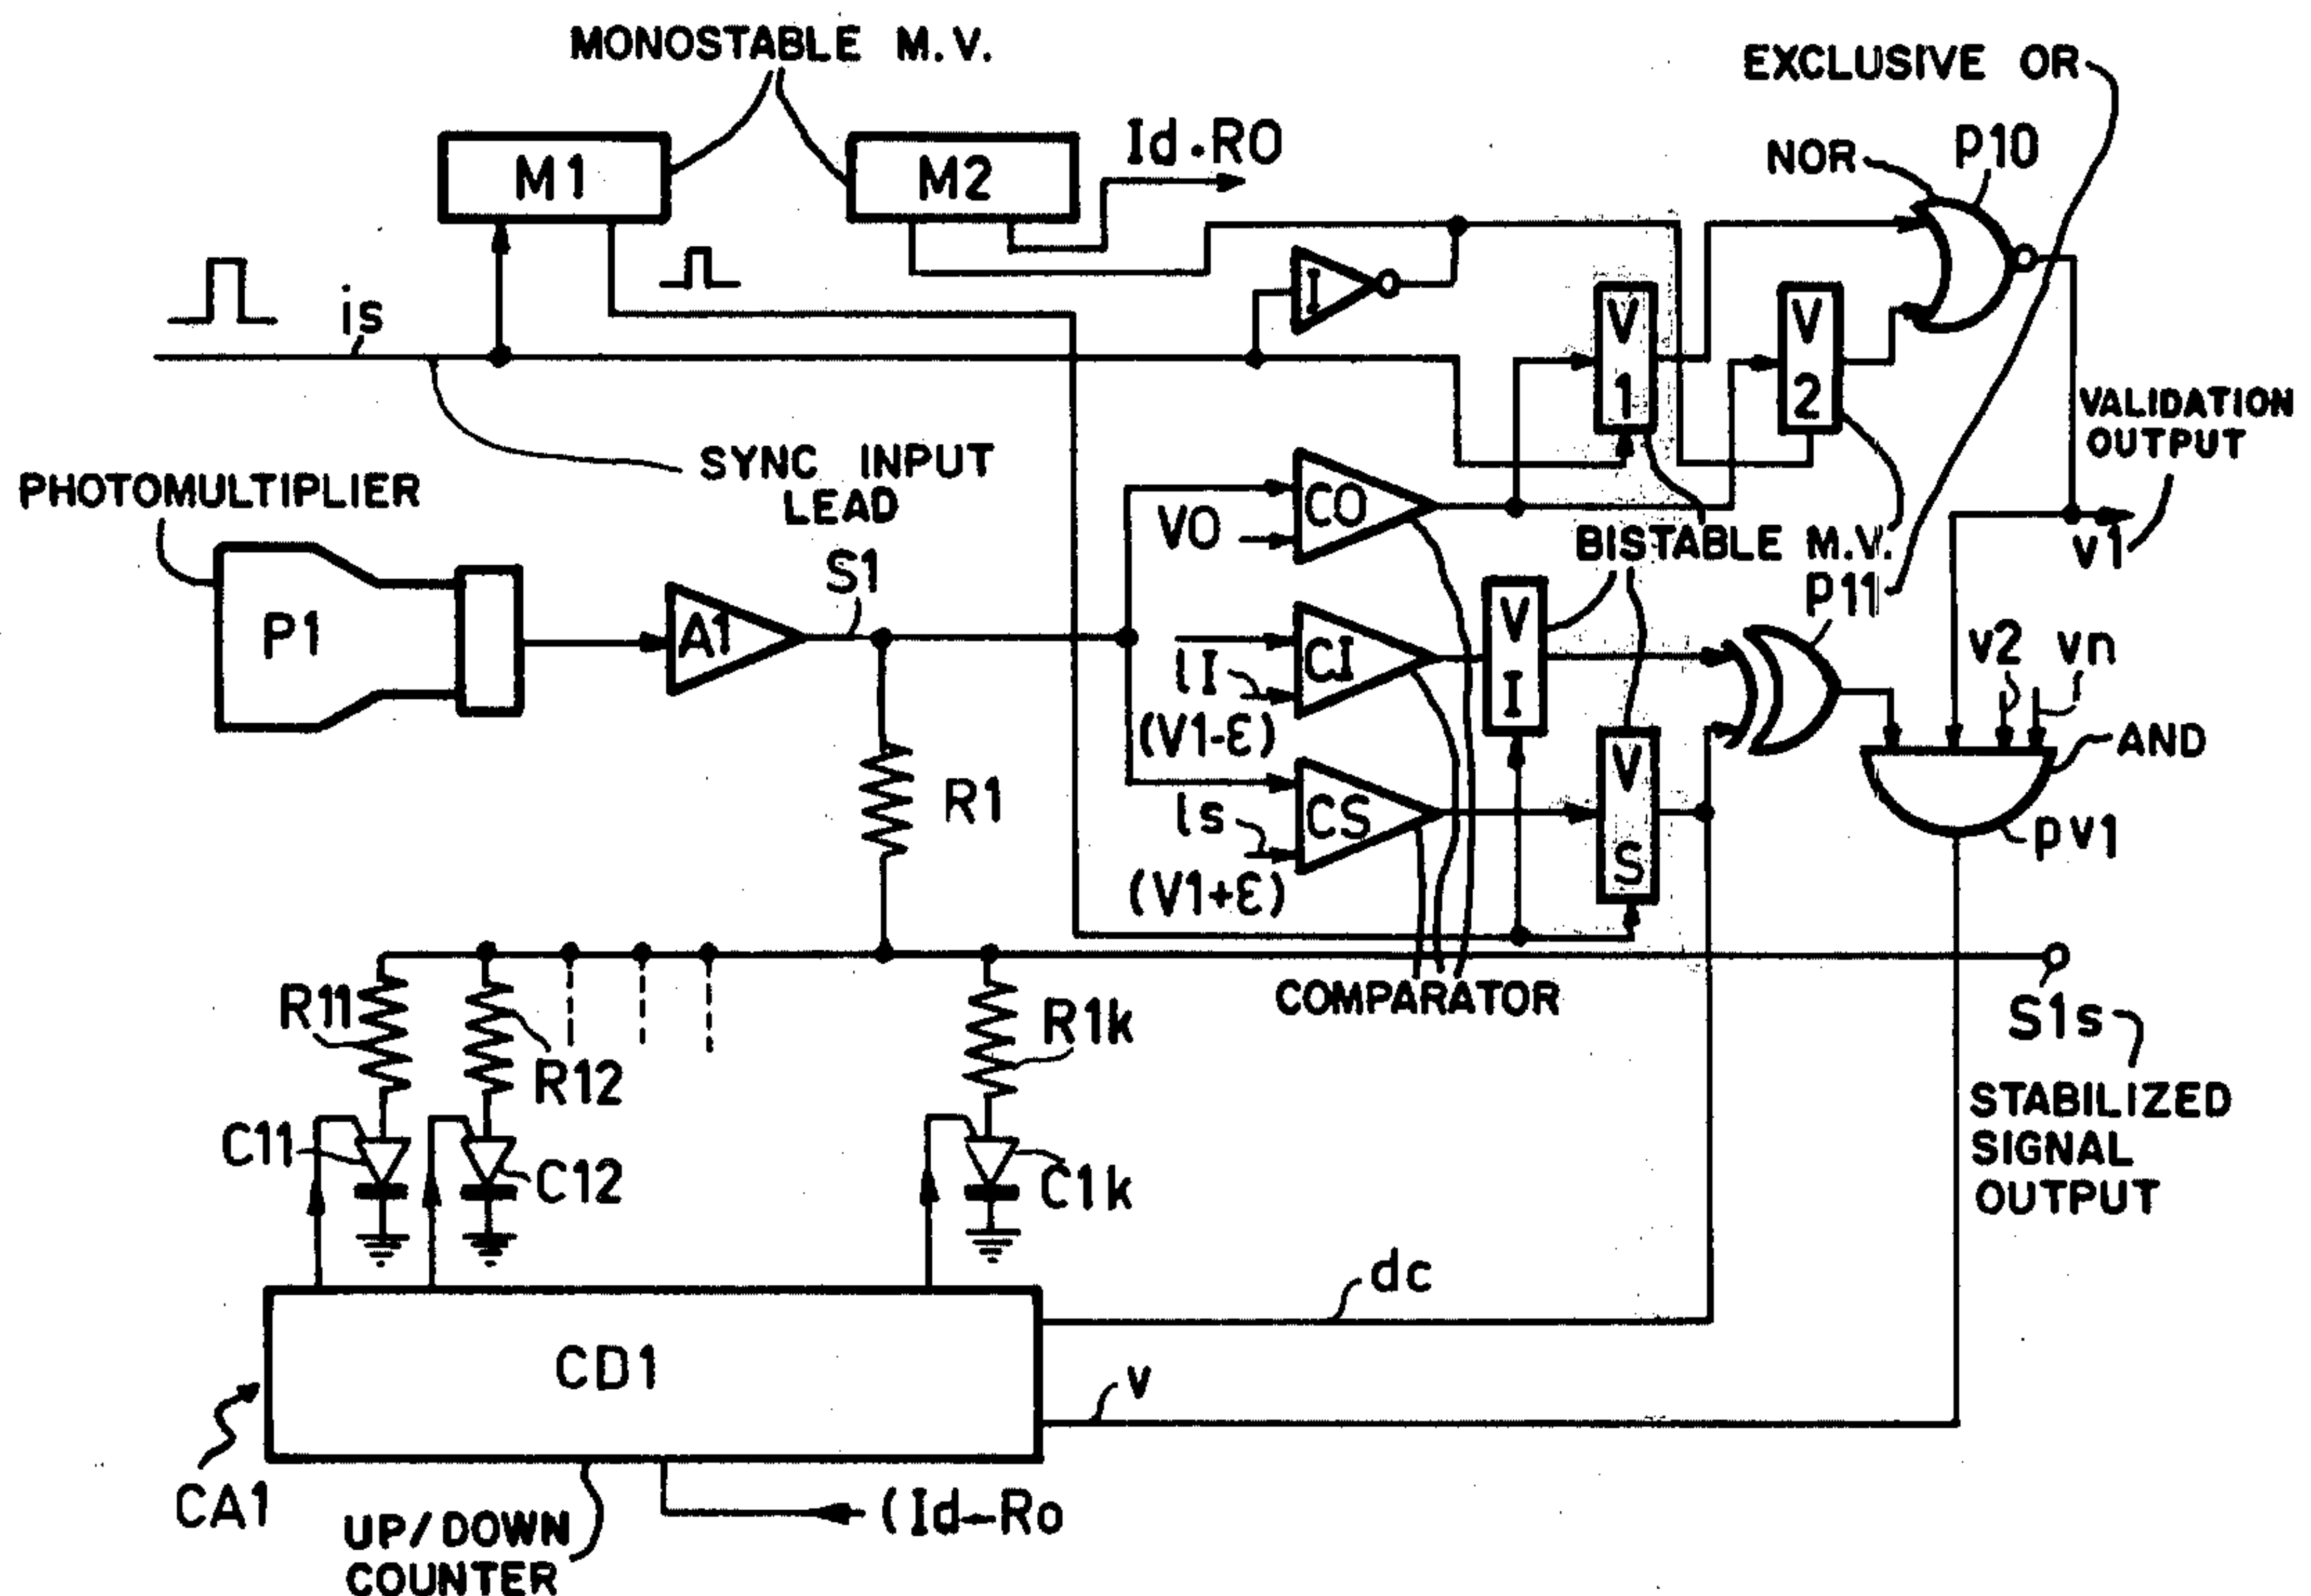 MONOSTABLE M.V.
EXCLUSIVE OR
NOR
p10
M1
M2
Id·RO
is
I
V
1
V
2
VALIDATION
OUTPUT
SYNC INPUT
LEAD
PHOTOMULTIPLIER
VO
CO
BISTABLE M.V.
v1
S1
P1
A1
p11
lI
CI
V
I
v2
vn
(V1-ε)
AND
R1
ls
CS
V
S
pv1
(V1+ε)
COMPARATOR
R11
R12
R1k
S1s
STABILIZED
SIGNAL
OUTPUT
C11
C12
C1k
dc
CD1
v
CA1
UP/DOWN
COUNTER
(Id-Ro